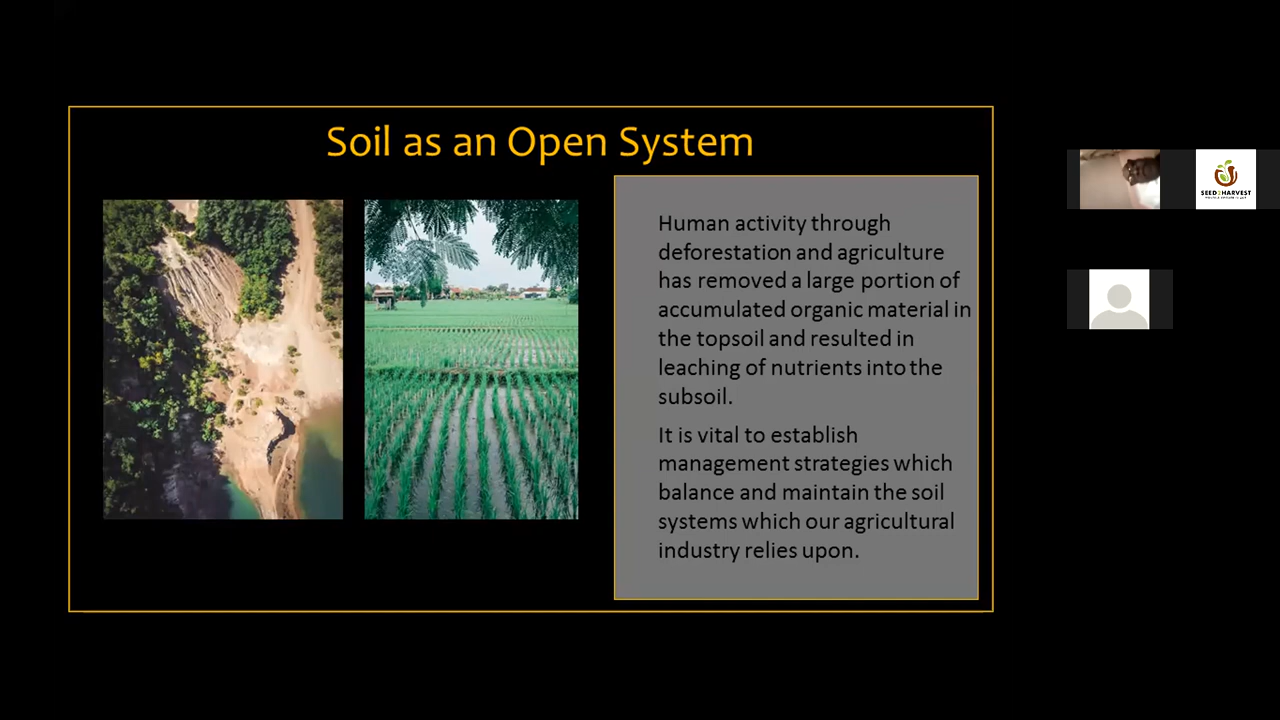 Soil as an Open System
Human activity through
deforestation and agriculture
has removed a large portion of
accumulated organic material in
the topsoil and resulted in
leaching of nutrients into the
subsoil.
It is vital to establish
management strategies which
balance and maintain the soil
systems which our agricultural
industry relies upon.
SEED2HARVEST